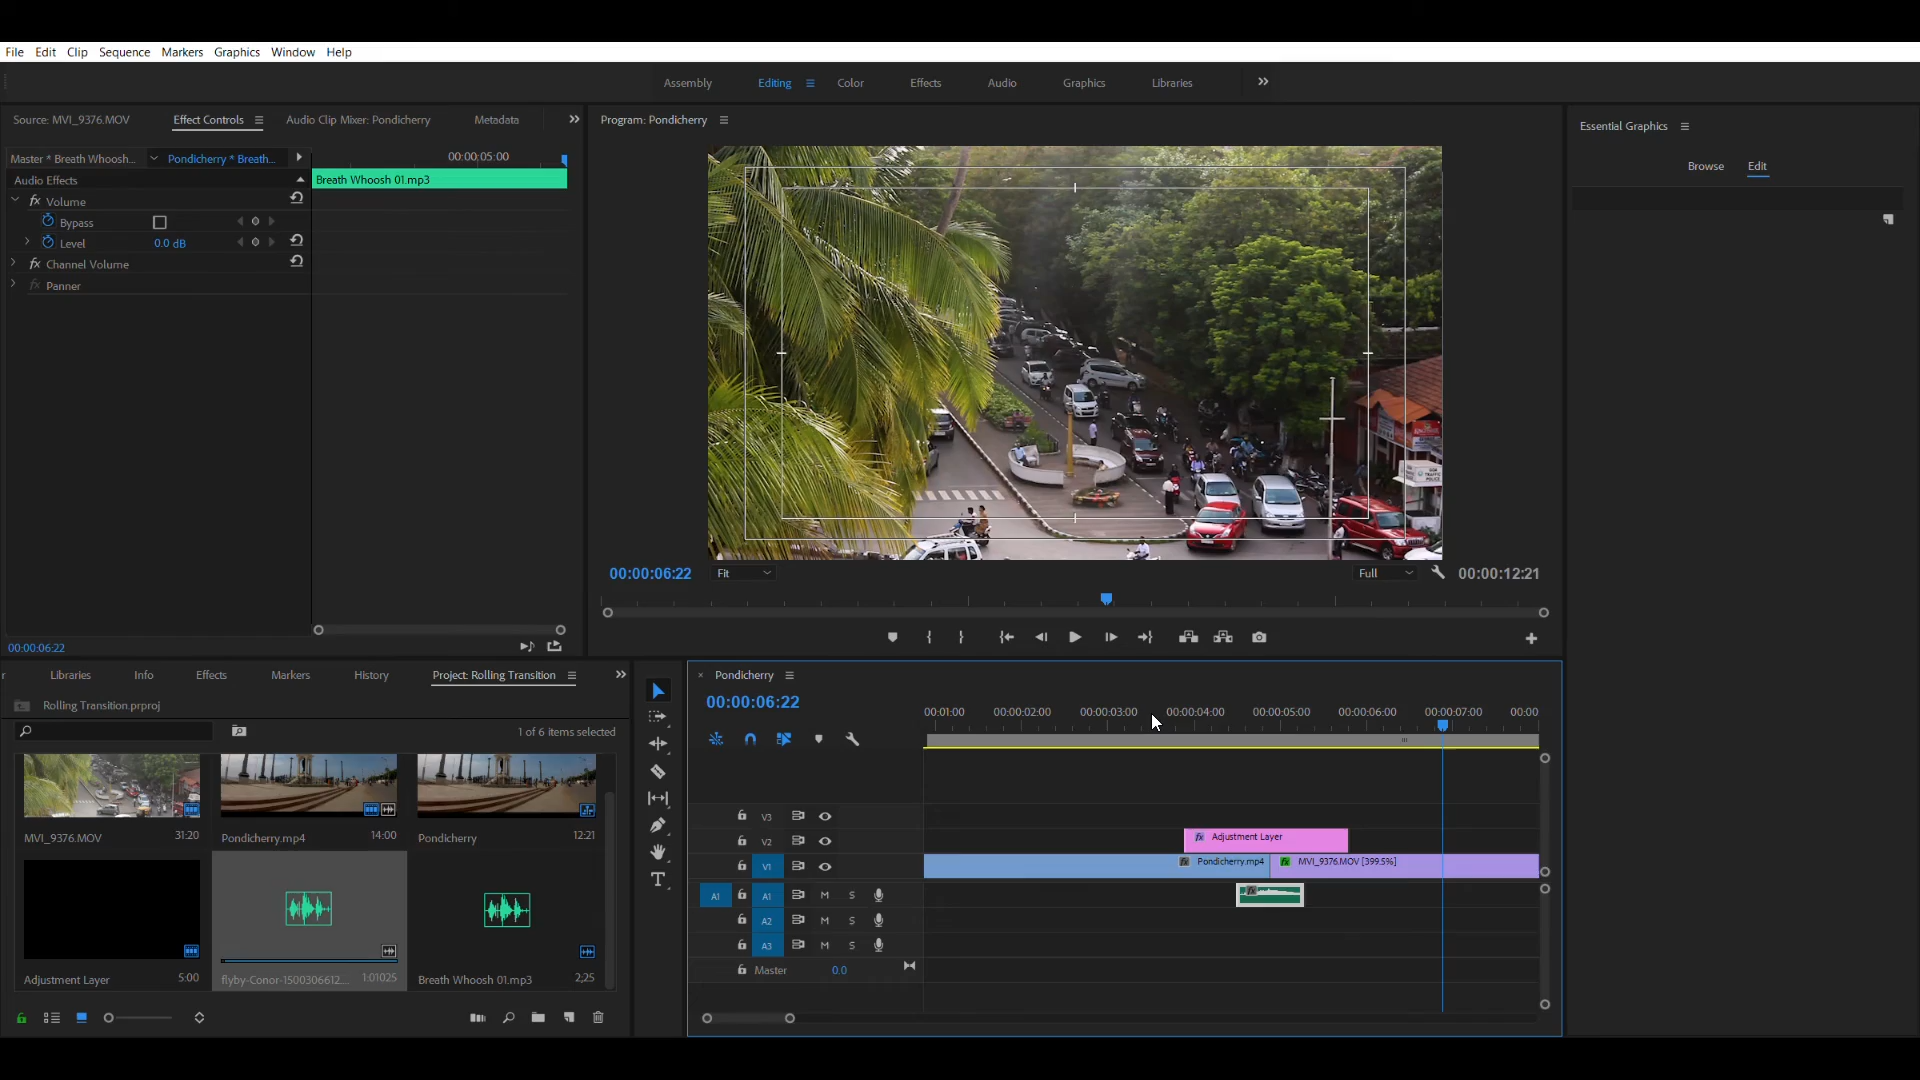 File Edit Clip Sequence Markers Graphics Window Help
Assembly Editing Color Effects Audio Graphics Libraries
Source: MVI_9376.MOV Effect Controls Audio Clip Mixer: Pondicherry Metadata
Program: Pondicherry
Essential Graphics
Browse Edit
Master * Breath Whoosh... Pondicherry * Breath... 00:00:05:00
Audio Effects
Breath Whoosh 01.mp3
fx Volume
Bypass
Level 0.0 dB
fx Channel Volume
fx Panner
00:00:06:22 Fit Full 00:00:12:21
00:00:06:22
Libraries Info Effects Markers History Project: Rolling Transition
Rolling Transition.prproj
1 of 6 items selected
MVI_9376.MOV 31:20
Pondicherry.mp4 14:00
Pondicherry 12:21
Adjustment Layer 5:00
flyby-Conor-1500306612... 1:01025
Breath Whoosh 01.mp3 2;25
Pondicherry
00:00:06:22
00:01:00 00:00:02:00 00:00:03:00 00:00:04:00 00:00:05:00 00:00:06:00 00:00:07:00 00:00
V3
V2 fx Adjustment Layer
V1 fx Pondicherry.mp4 fx MVI_9376.MOV [399.5%]
A1 A1 M S fx
A2 M S
A3 M S
Master 0.0